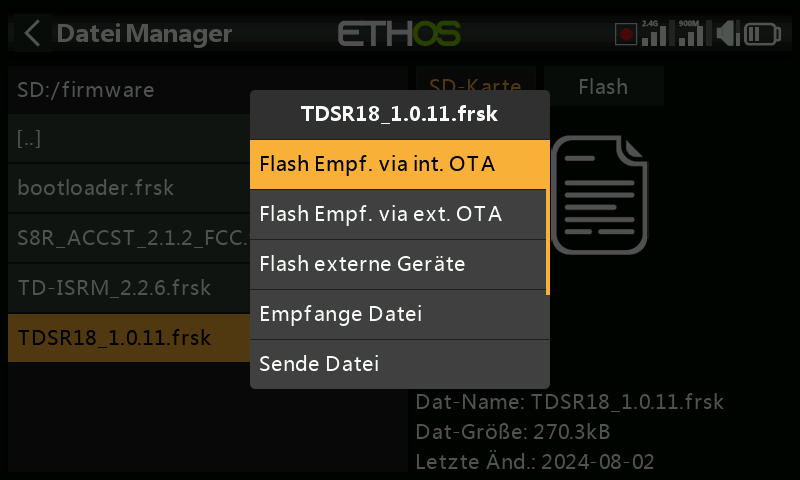 Datei Manager
ETHOS
2.4G
900M
SD:/firmware
SD-Karte
Flash
[..]
bootloader.frsk
S8R_ACCST_2.1.2_FCC.
TD-ISRM_2.2.6.frsk
TDSR18_1.0.11.frsk
TDSR18_1.0.11.frsk
Flash Empf. via int. OTA
Flash Empf. via ext. OTA
Flash externe Geräte
Empfange Datei
Sende Datei
Dat-Name: TDSR18_1.0.11.frsk
Dat-Größe: 270.3kB
Letzte Änd.: 2024-08-02